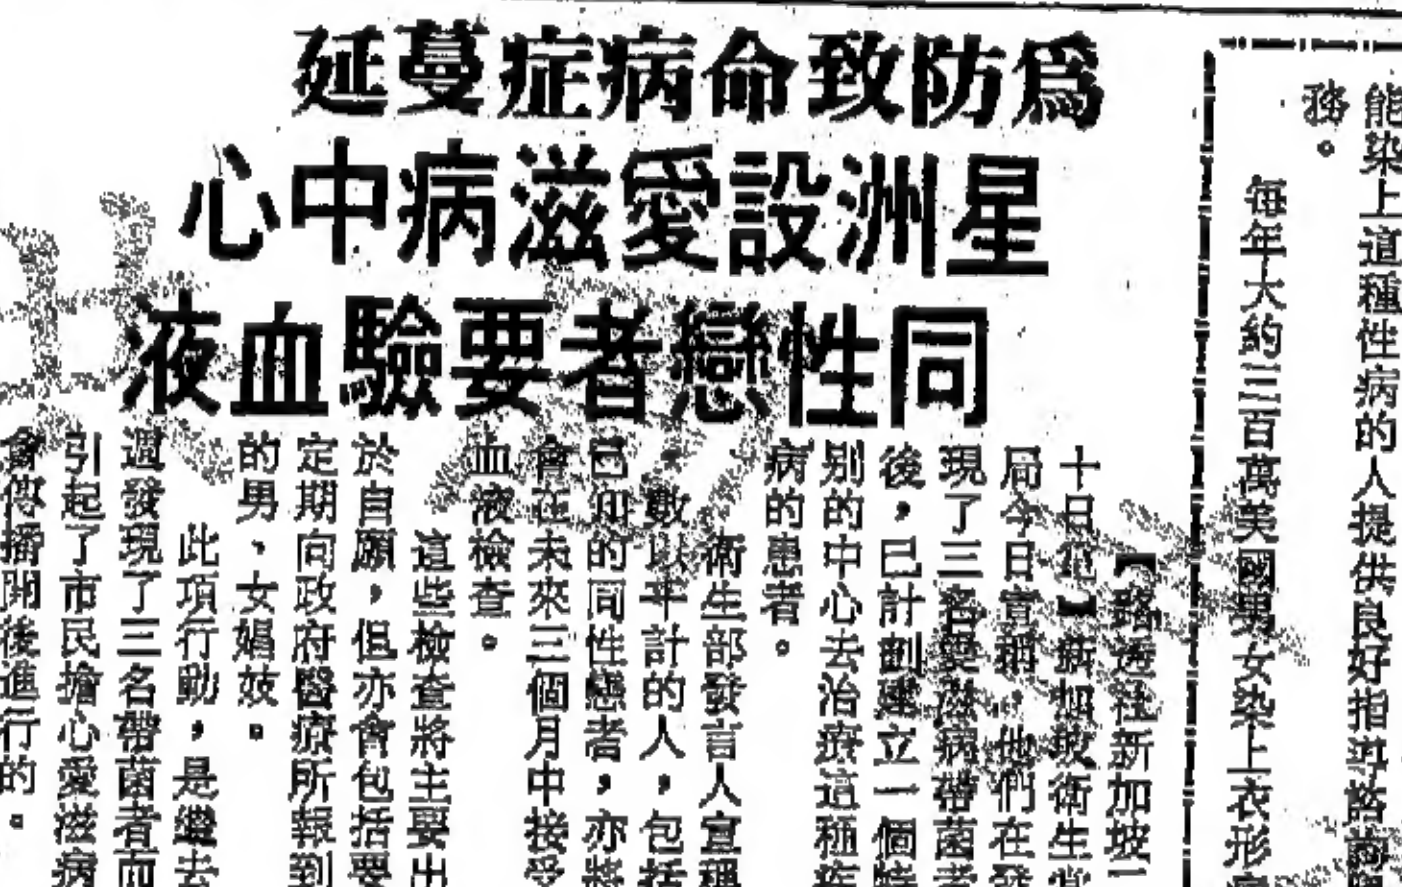 為防致命病症蔓延
星洲設愛滋病中心
同性戀者要驗血液
能染上這種性病的人提供良好指導諮詢
務。
每年大約三百萬美國男女染上衣形
【路透社新加坡二
十日電】新加坡衛生當
局今日宣稱,他們在發
現了三名愛滋病帶菌者
後,已計劃建立一個特
別的中心去治療這種疾
病的患者。
衛生部發言人宣稱
,數以千計的人,包括
已知的同性戀者,亦將
會在未來三個月中接受
血液檢查。
這些檢查將主要出
於自願,但亦會包括要
定期向政府醫療所報到
的男、女娼妓。
此項行動,是繼去
週發現了三名帶菌者而
引起了市民擔心愛滋病
會傳播開後進行的。